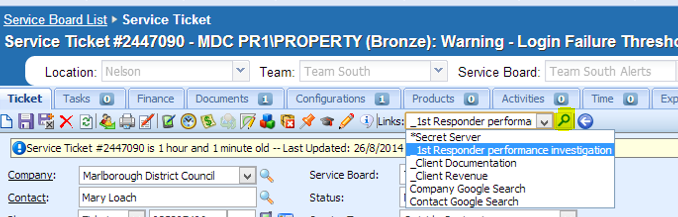 Service Board List ▸ Service Ticket
Service Ticket #2447090 - MDC PR1\PROPERTY (Bronze): Warning - Login Failure Thresho
Location: Nelson Team: Team South Service Board: Team South Alerts
Ticket Tasks 0 Finance Documents 1 Configurations 1 Products 0 Activities 0 Time 0 Exp
Links: _1st Responder performa
Service Ticket #2447090 is 1 hour and 1 minute old -- Last Updated: 26/8/2014
*Secret Server
_1st Responder performance investigation
_Client Documentation
_Client Revenue
Company Google Search
Contact Google Search
Company: Marlborough District Council Service Board:
Contact: Mary Loach Status: